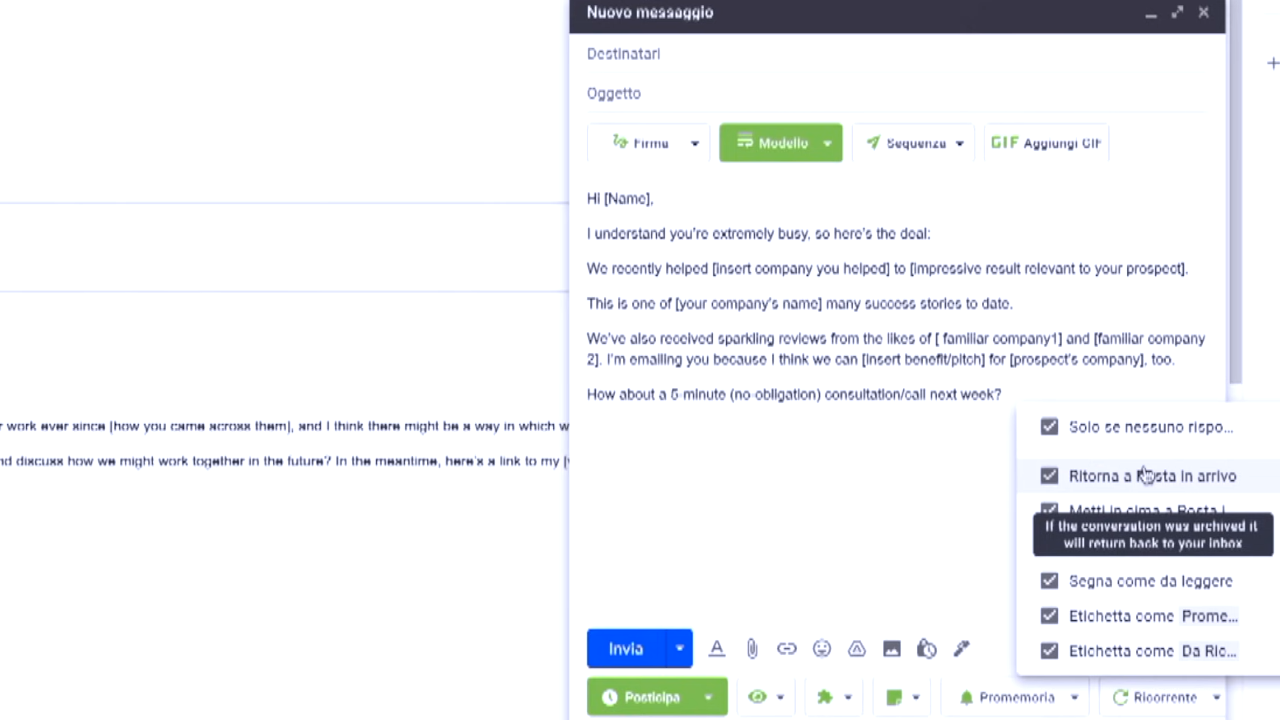 Nuovo messaggio
Destinatari
Oggetto
Firma
Modello
Sequenza
GIF Aggiungi GIF
Hi [Name],
I understand you're extremely busy, so here's the deal:
We recently helped [insert company you helped] to [impressive result relevant to your prospect].
This is one of [your company's name] many success stories to date.
We've also received sparkling reviews from the likes of [ familiar company1] and [familiar company
2]. I'm emailing you because I think we can [insert benefit/pitch] for [prospect's company], too.
How about a 5-minute (no-obligation) consultation/call next week?
work ever since [how you came across them], and I think there might be a way in which w
nd discuss how we might work together in the future? In the meantime, here's a link to my [
Solo se nessuno rispo...
Ritorna a Posta in arrivo
Metti in cima a Posta i
If the conversation was archived it
will return back to your inbox
Segna come da leggere
Etichetta come Prome...
Etichetta come Da Ric...
Invia
Posticipa
Promemoria
Ricorrente